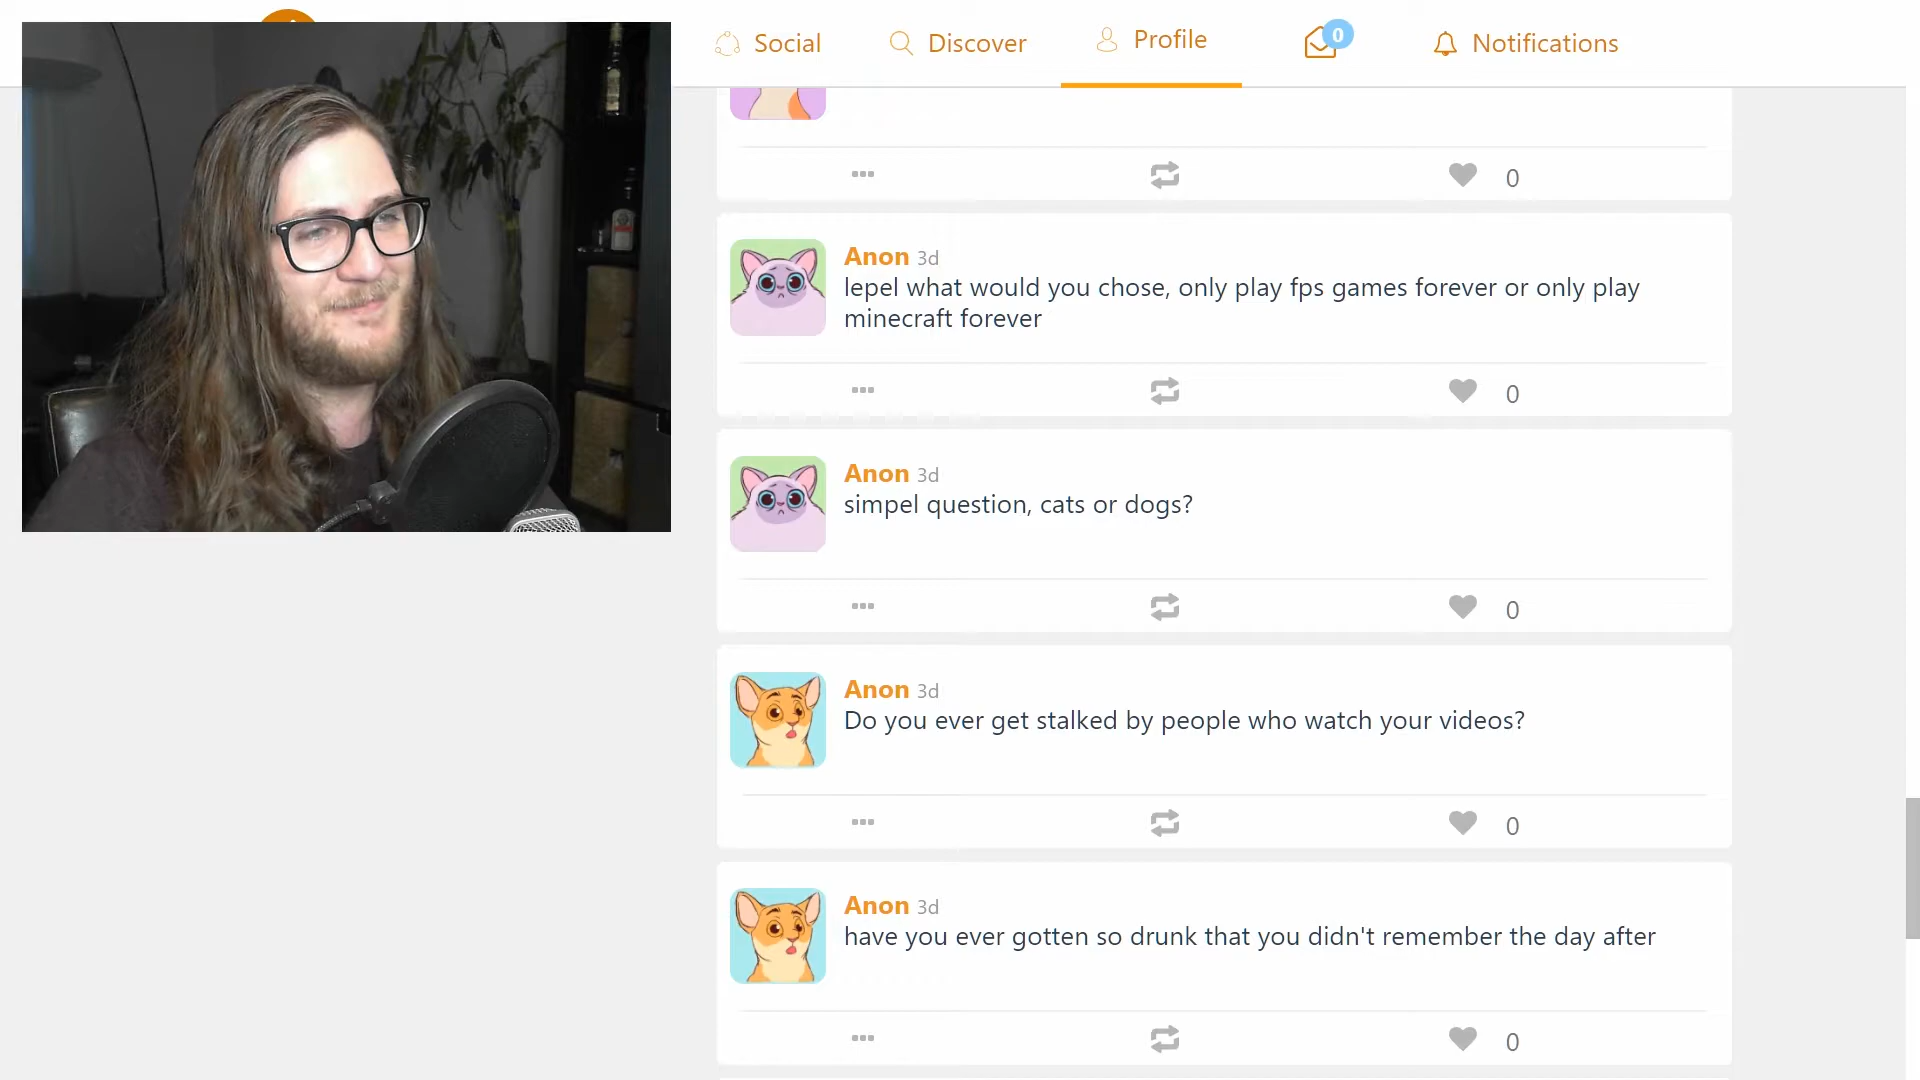 Social
Discover
Profile
0
Notifications
0
Anon 3d
lepel what would you chose, only play fps games forever or only play
minecraft forever
0
Anon 3d
simpel question, cats or dogs?
0
Anon 3d
Do you ever get stalked by people who watch your videos?
0
Anon 3d
have you ever gotten so drunk that you didn't remember the day after
0